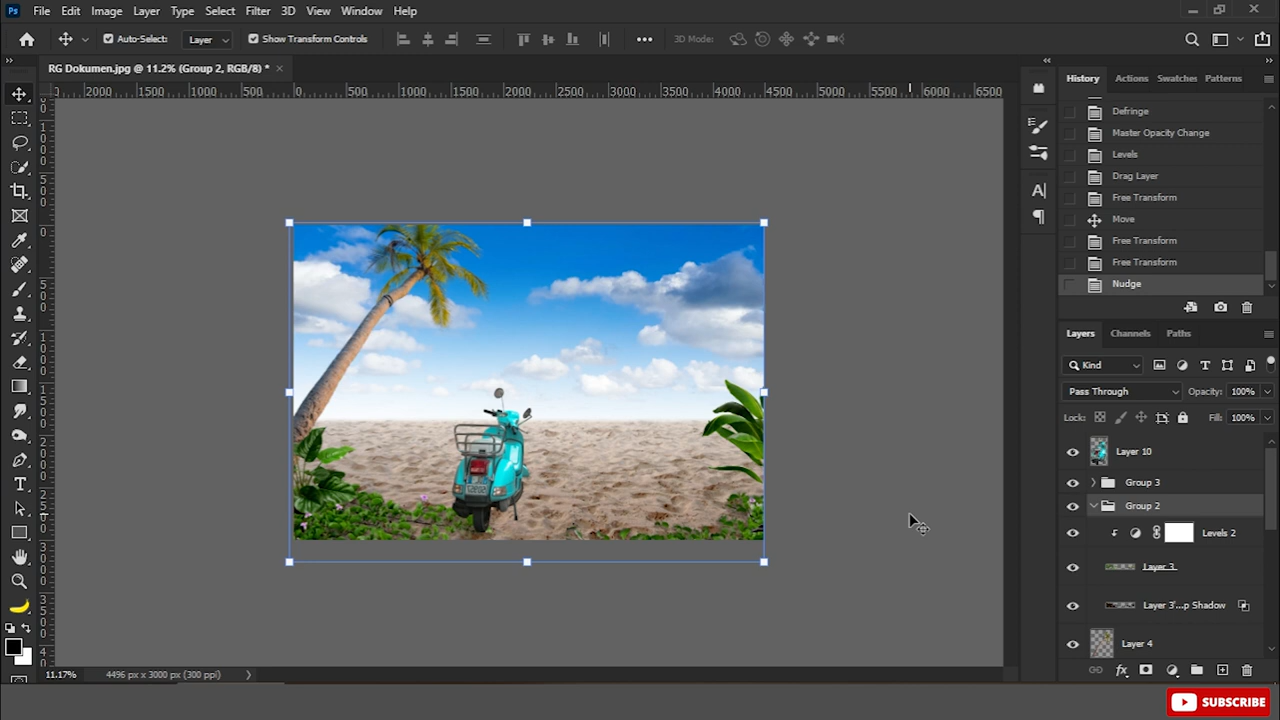 Ps File Edit Image Layer Type Select Filter 3D View Window Help
Auto-Select: Layer Show Transform Controls 3D Mode:
RG Dokumen.jpg @ 11.2% (Group 2, RGB/8) *
2000 1500 1000 500 0 500 1000 1500 2000 2500 3000 3500 4000 4500 5000 5500 6000 6500
History Actions Swatches Patterns
Defringe
Master Opacity Change
Levels
Drag Layer
Free Transform
Move
Free Transform
Free Transform
Nudge
Layers Channels Paths
Kind
Pass Through Opacity: 100%
Lock: Fill: 100%
Layer 10
Group 3
Group 2
Levels 2
Layer 3
Layer 3'...p Shadow
Layer 4
11.17% 4496 px x 3000 px (300 ppi)
SUBSCRIBE